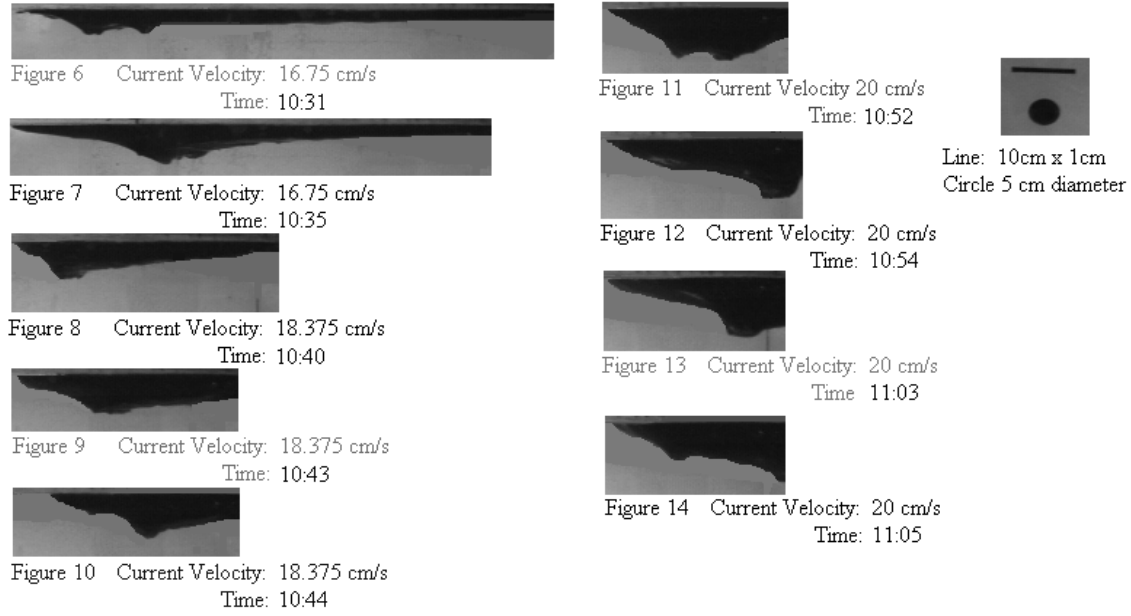 Figure 6 Current Velocity: 16.75 cm/s
Time: 10:31
Figure 7 Current Velocity: 16.75 cm/s
Time: 10:35
Figure 8 Current Velocity: 18.375 cm/s
Time: 10:40
Figure 9 Current Velocity: 18.375 cm/s
Time: 10:43
Figure 10 Current Velocity: 18.375 cm/s
Time: 10:44
Figure 11 Current Velocity 20 cm/s
Time: 10:52
Figure 12 Current Velocity: 20 cm/s
Time: 10:54
Figure 13 Current Velocity: 20 cm/s
Time 11:03
Figure 14 Current Velocity: 20 cm/s
Time: 11:05
Line: 10cm x 1cm
Circle 5 cm diameter